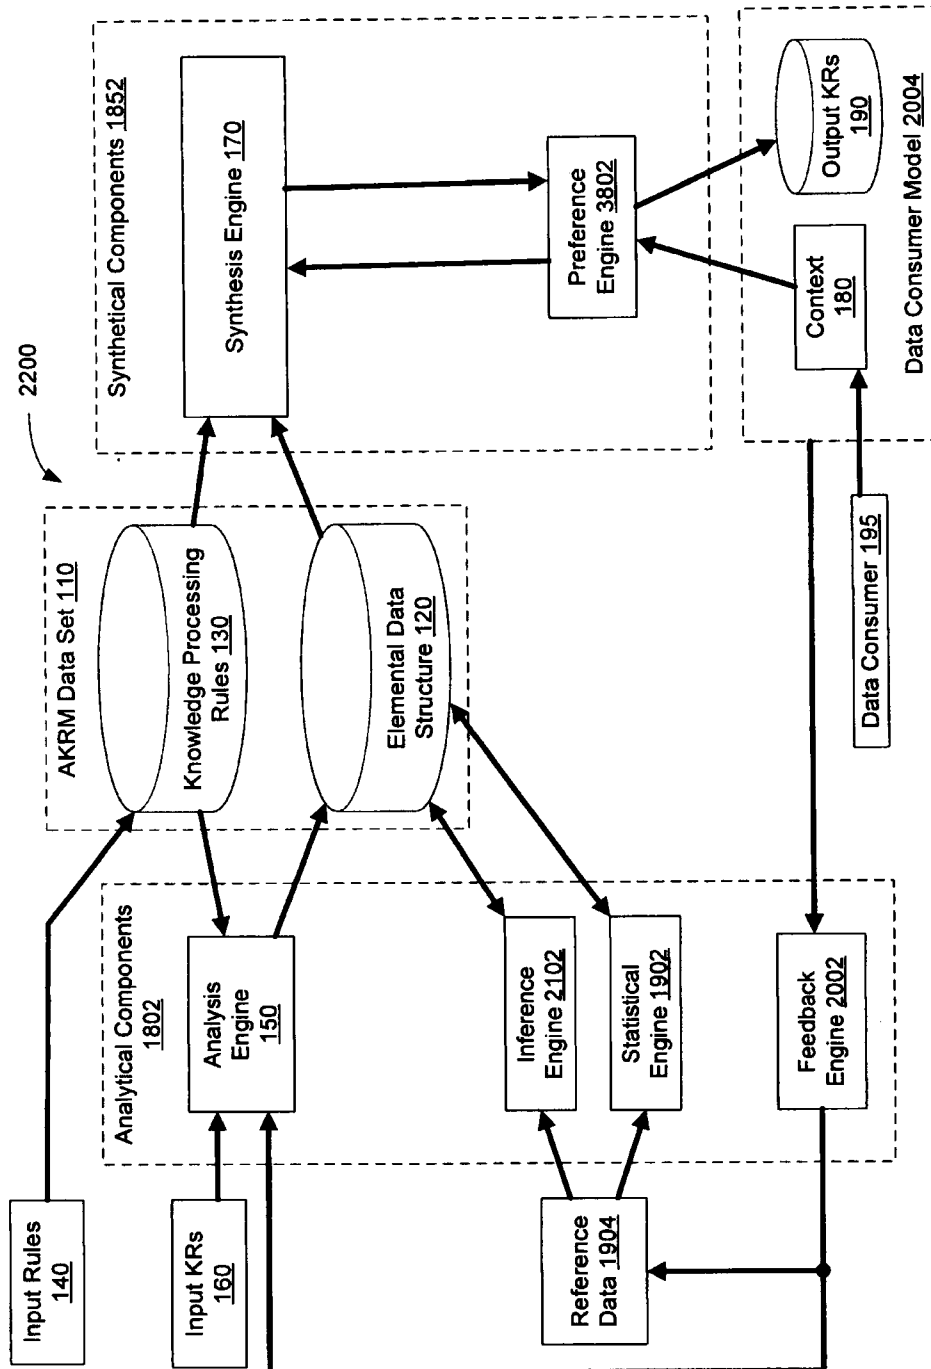 2200
Input Rules
140
Input KRs
160
Reference
Data 1904
Analytical Components
1802
Analysis
Engine
150
Inference
Engine 2102
Statistical
Engine 1902
Feedback
Engine 2002
AKRM Data Set 110
Knowledge Processing
Rules 130
Elemental Data
Structure 120
Data Consumer 195
Synthetical Components 1852
Synthesis Engine 170
Preference
Engine 3802
Context
180
Output KRs
190
Data Consumer Model 2004